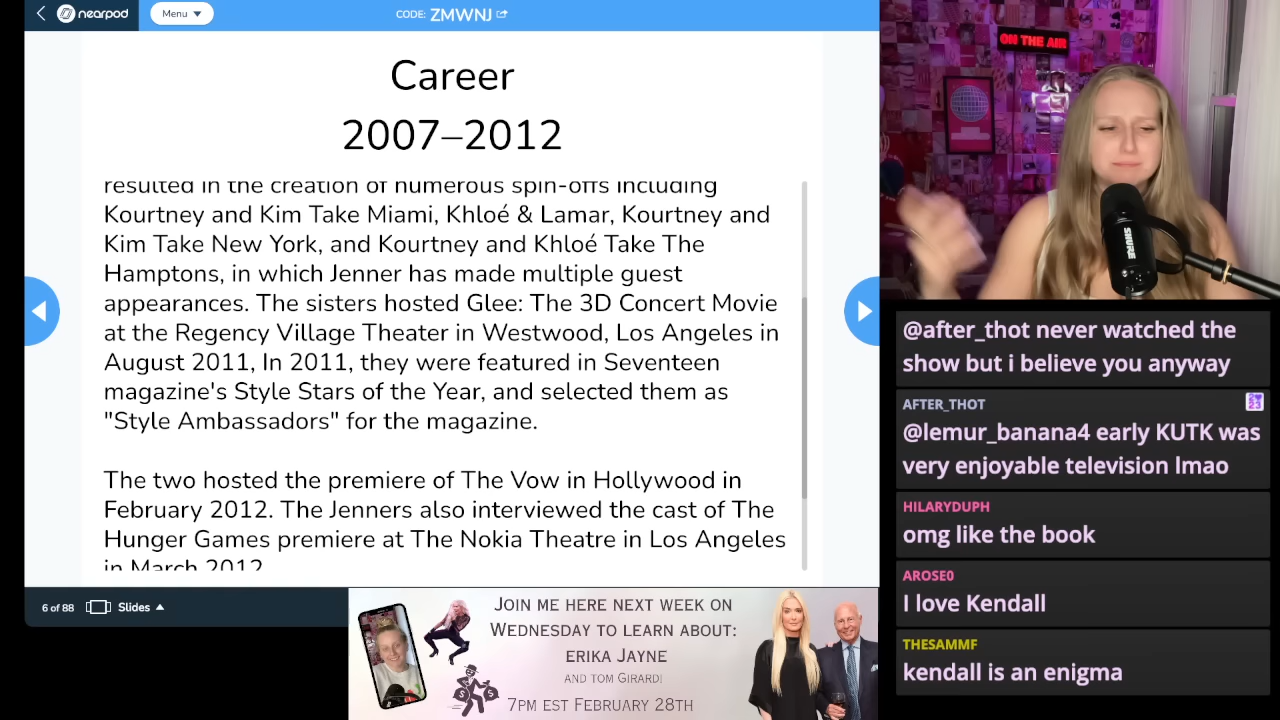 nearpod
Menu
CODE: ZMWNJ
ON THE AIR
Career
2007–2012
resulted in the creation of numerous spin-offs including
Kourtney and Kim Take Miami, Khloé & Lamar, Kourtney and
Kim Take New York, and Kourtney and Khloé Take The
Hamptons, in which Jenner has made multiple guest
appearances. The sisters hosted Glee: The 3D Concert Movie
at the Regency Village Theater in Westwood, Los Angeles in
August 2011, In 2011, they were featured in Seventeen
magazine's Style Stars of the Year, and selected them as
"Style Ambassadors" for the magazine.
The two hosted the premiere of The Vow in Hollywood in
February 2012. The Jenners also interviewed the cast of The
Hunger Games premiere at The Nokia Theatre in Los Angeles
in March 2012
SHURE
@after_thot never watched the
show but i believe you anyway
AFTER_THOT
@lemur_banana4 early KUTK was
very enjoyable television lmao
HILARYDUPH
omg like the book
AROSE0
I love Kendall
THESAMMF
kendall is an enigma
6 of 88
Slides
JOIN ME HERE NEXT WEEK ON
WEDNESDAY TO LEARN ABOUT:
ERIKA JAYNE
AND TOM GIRARDI
7PM EST FEBRUARY 28TH